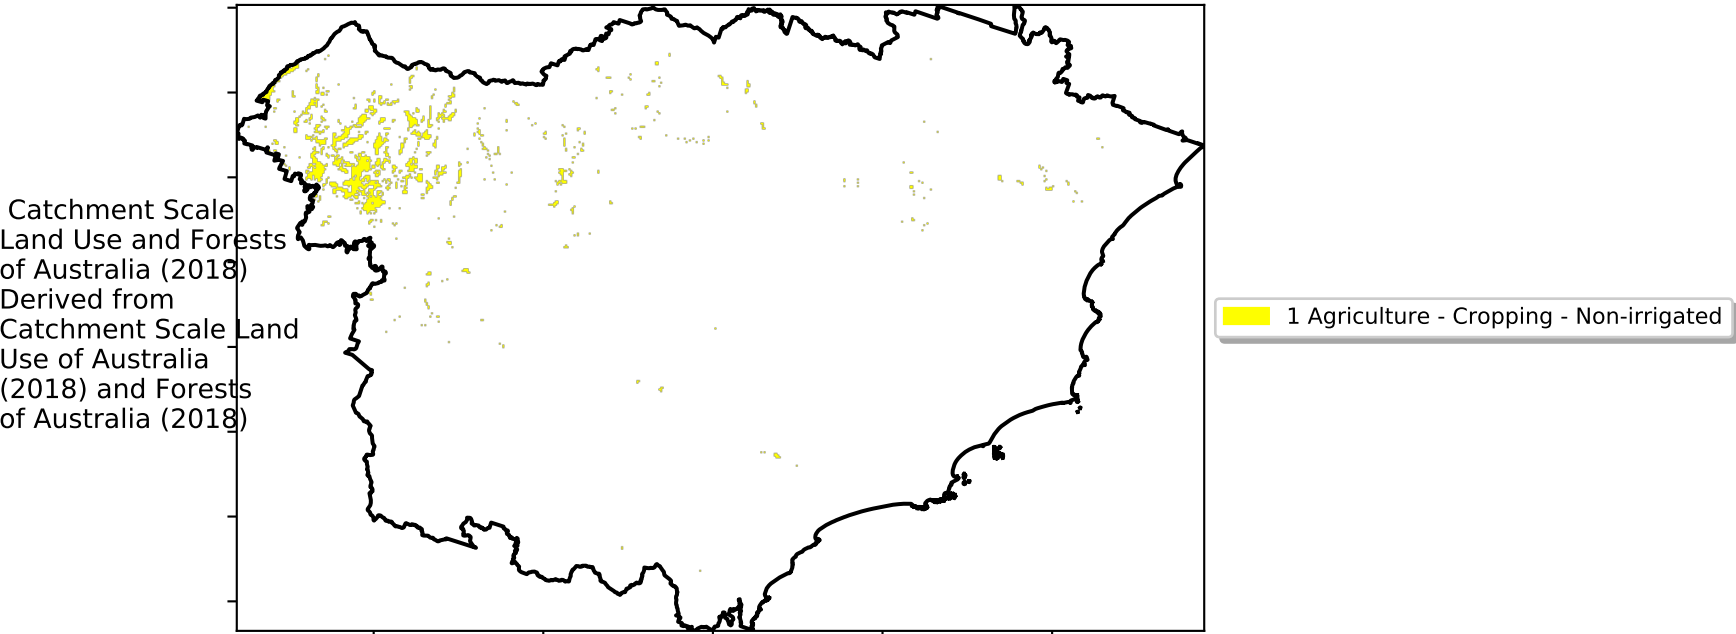 Catchment Scale
Land Use and Forests
of Australia (2018)
Derived from
Catchment Scale Land
Use of Australia
(2018) and Forests
of Australia (2018)
1 Agriculture - Cropping - Non-irrigated